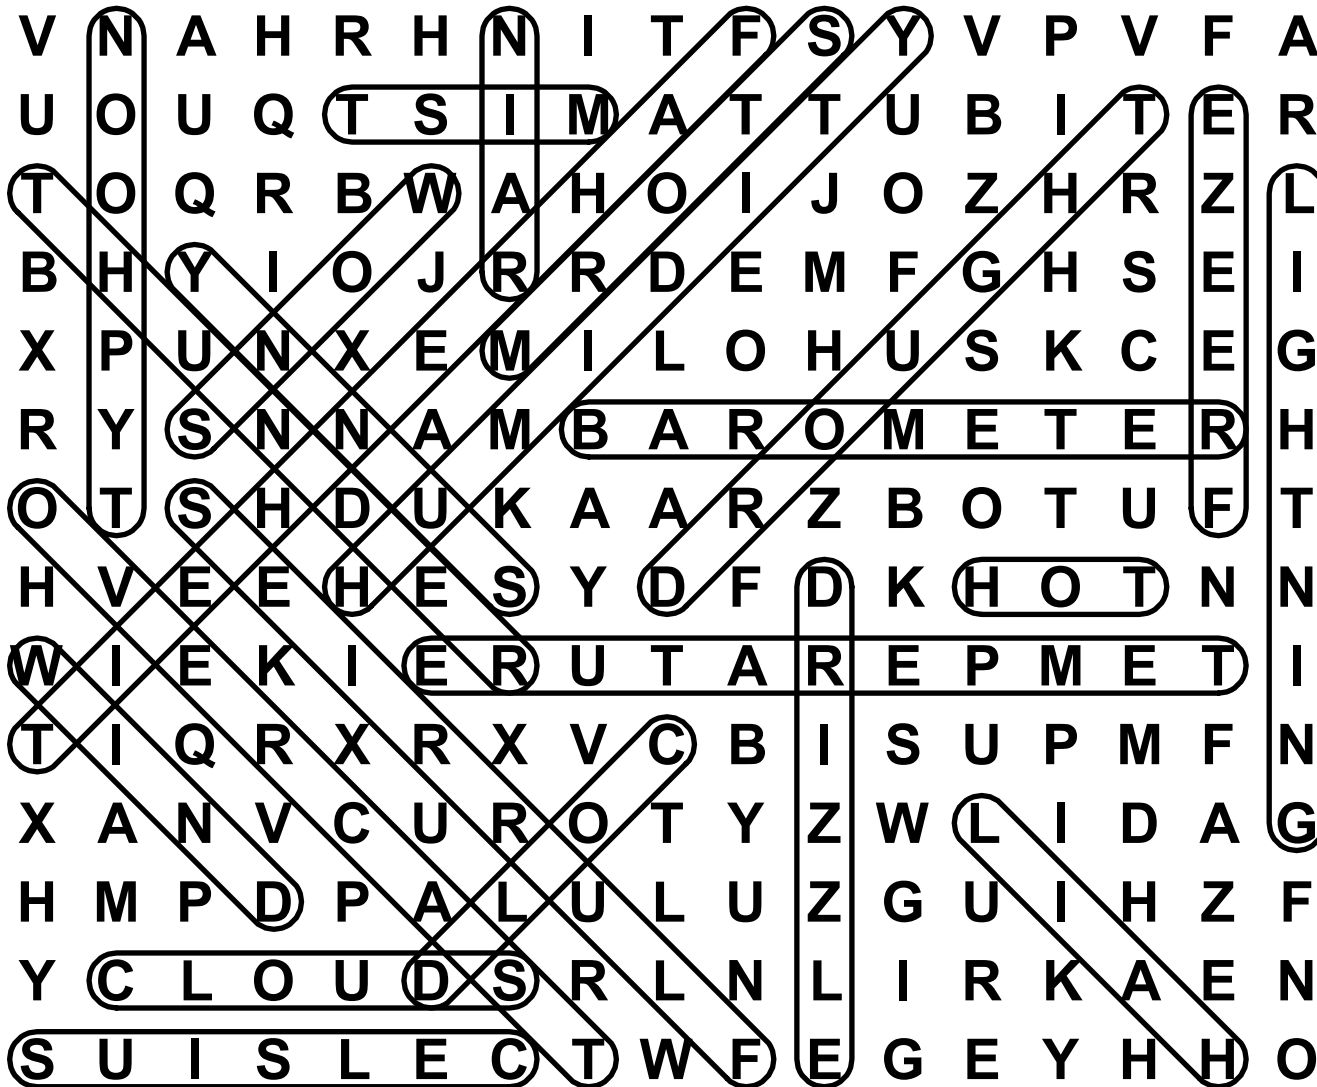 V N A H R H N I T F S Y V P V F A
U O U Q T S I M A T T U B I T E R
T O Q R B W A H O I J O Z H R Z L
B H Y I O J R R D E M F G H S E I
X P U N X E M I L O H U S K C E G
R Y S N N A M B A R O M E T E R H
O T S H D U K A A R Z B O T U F T
H V E E H E S Y D F D K H O T N N
W I E K I E R U T A R E P M E T I
T I Q R X R X V C B I S U P M F N
X A N V C U R O T Y Z W L I D A G
H M P D P A L U L U Z G U I H Z F
Y C L O U D S R L N L I R K A E N
S U I S L E C T W F E G E Y H H O